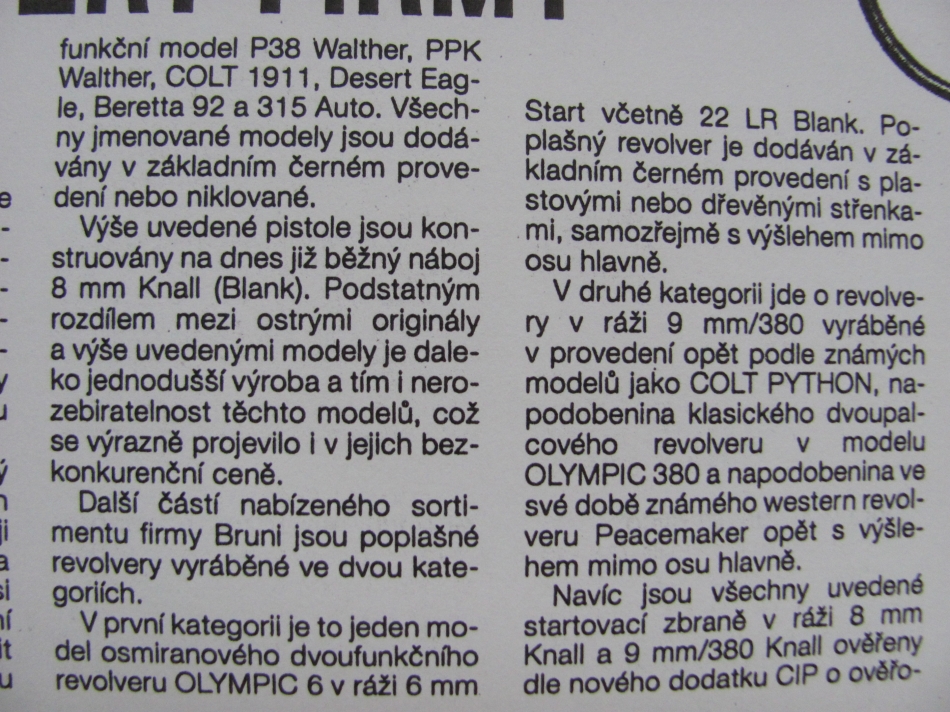 funkční model P38 Walther, PPK
Walther, COLT 1911, Desert Eag-
le, Beretta 92 a 315 Auto. Všech-
ny jmenované modely jsou dodá-
vány v základním černém prove-
dení nebo niklované.
Výše uvedené pistole jsou kon-
struovány na dnes již běžný náboj
8 mm Knall (Blank). Podstatným
rozdílem mezi ostrými originály
a výše uvedenými modely je dale-
ko jednodušší výroba a tím i nero-
zebiratelnost těchto modelů, což
se výrazně projevilo i v jejich bez-
konkurenční ceně.
Další částí nabízeného sorti-
mentu firmy Bruni jsou poplašné
revolvery vyráběné ve dvou kate-
goriích.
V první kategorii je to jeden mo-
del osmiranového dvoufunkčního
revolveru OLYMPIC 6 v ráži 6 mm
Start včetně 22 LR Blank. Po-
plašný revolver je dodáván v zá-
kladním černém provedení s pla-
stovými nebo dřevěnými střenka-
mi, samozřejmě s výšlehem mimo
osu hlavně.
V druhé kategorii jde o revolve-
ry v ráži 9 mm/380 vyráběné
v provedení opět podle známých
modelů jako COLT PYTHON, na-
podobenina klasického dvoupal-
cového revolveru v modelu
OLYMPIC 380 a napodobenina ve
své době známého western revol-
veru Peacemaker opět s výšle-
hem mimo osu hlavně.
Navíc jsou všechny uvedené
startovací zbraně v ráži 8 mm
Knall a 9 mm/380 Knall ověřeny
dle nového dodatku CIP o ověřo-